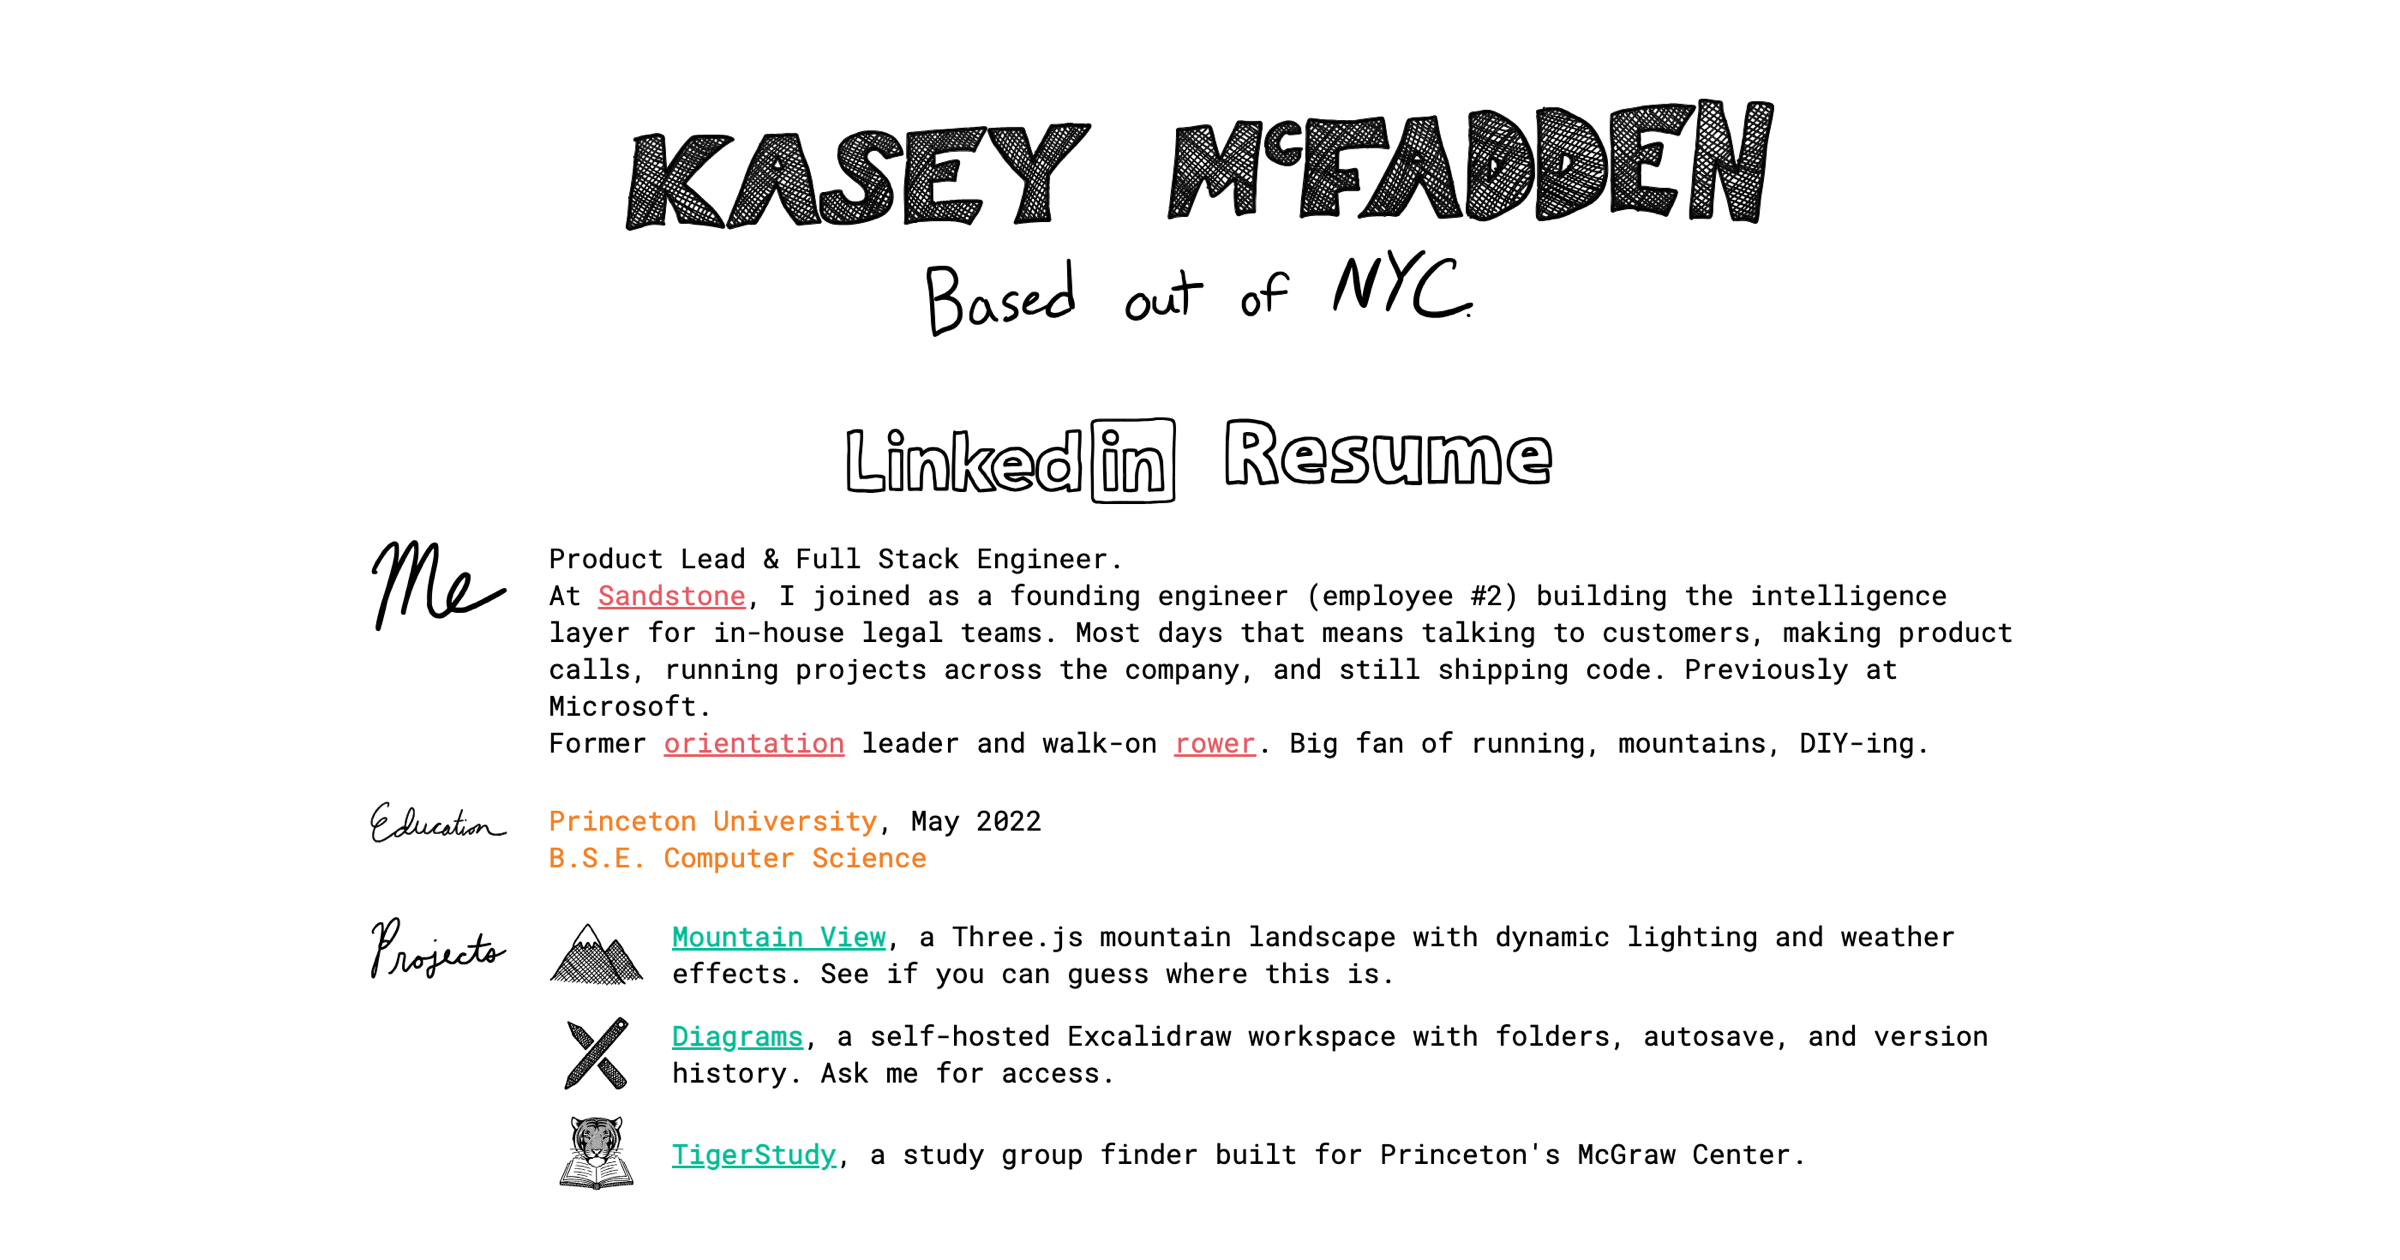 KASEY McFADDEN
Based out of NYC.
Linkedin Resume
Me
Product Lead & Full Stack Engineer.
At Sandstone, I joined as a founding engineer (employee #2) building the intelligence
layer for in-house legal teams. Most days that means talking to customers, making product
calls, running projects across the company, and still shipping code. Previously at
Microsoft.
Former orientation leader and walk-on rower. Big fan of running, mountains, DIY-ing.
Education
Princeton University, May 2022
B.S.E. Computer Science
Projects
Mountain View, a Three.js mountain landscape with dynamic lighting and weather
effects. See if you can guess where this is.
Diagrams, a self-hosted Excalidraw workspace with folders, autosave, and version
history. Ask me for access.
TigerStudy, a study group finder built for Princeton's McGraw Center.